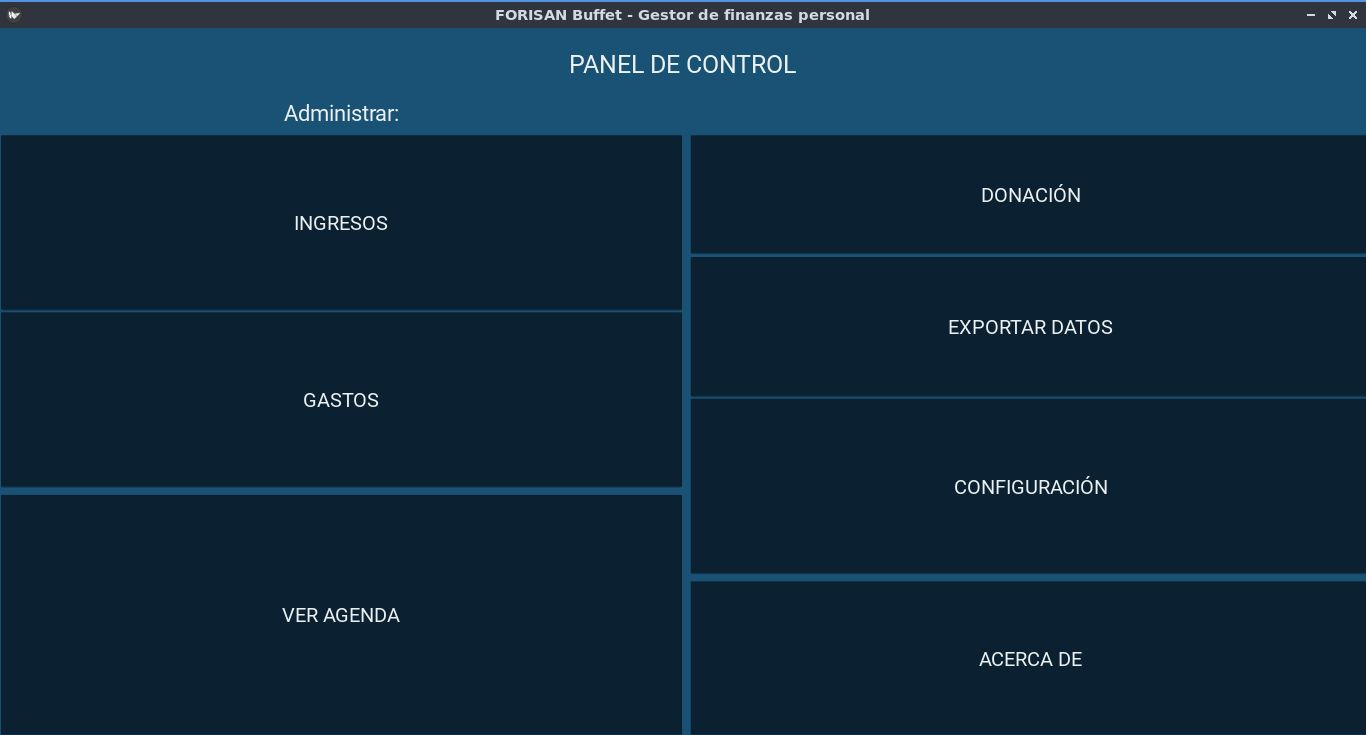 FORISAN Buffet - Gestor de finanzas personal
PANEL DE CONTROL
Administrar:
INGRESOS
GASTOS
VER AGENDA
DONACIÓN
EXPORTAR DATOS
CONFIGURACIÓN
ACERCA DE